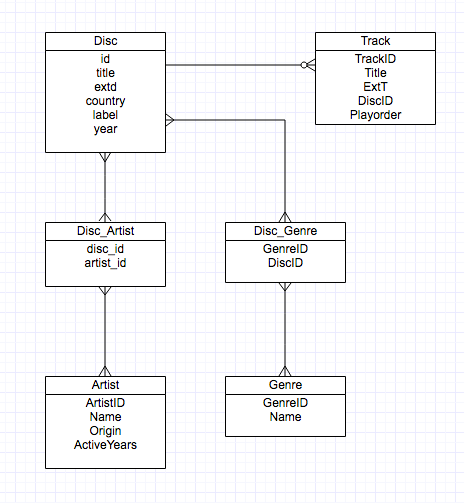 Disc
id
title
extd
country
label
year
Track
TrackID
Title
ExtT
DiscID
Playorder
Disc_Artist
disc_id
artist_id
Disc_Genre
GenreID
DiscID
Artist
ArtistID
Name
Origin
ActiveYears
Genre
GenreID
Name